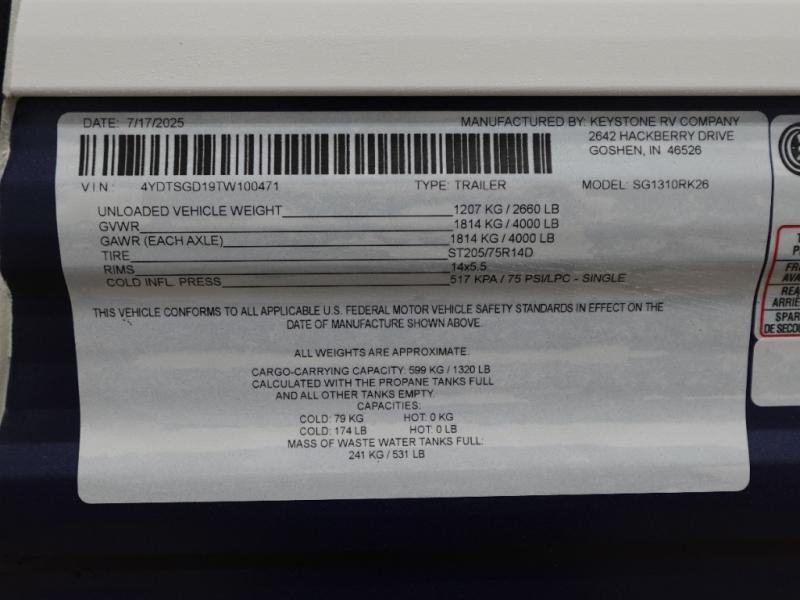 DATE: 7/17/2025
MANUFACTURED BY: KEYSTONE RV COMPANY
2642 HACKBERRY DRIVE
GOSHEN, IN 46526
VIN: 4YDTSGD19TW100471 TYPE: TRAILER MODEL: SG1310RK26
UNLOADED VEHICLE WEIGHT 1207 KG / 2660 LB
GVWR 1814 KG / 4000 LB
GAWR (EACH AXLE) 1814 KG / 4000 LB
TIRE ST205/75R14D
RIMS 14x5.5
COLD INFL. PRESS 517 KPA / 75 PSI/LPC - SINGLE
THIS VEHICLE CONFORMS TO ALL APPLICABLE U.S. FEDERAL MOTOR VEHICLE SAFETY STANDARDS IN EFFECT ON THE
DATE OF MANUFACTURE SHOWN ABOVE.
ALL WEIGHTS ARE APPROXIMATE.
CARGO-CARRYING CAPACITY: 599 KG / 1320 LB
CALCULATED WITH THE PROPANE TANKS FULL
AND ALL OTHER TANKS EMPTY.
CAPACITIES:
COLD: 79 KG HOT: 0 KG
COLD: 174 LB HOT: 0 LB
MASS OF WASTE WATER TANKS FULL:
241 KG / 531 LB